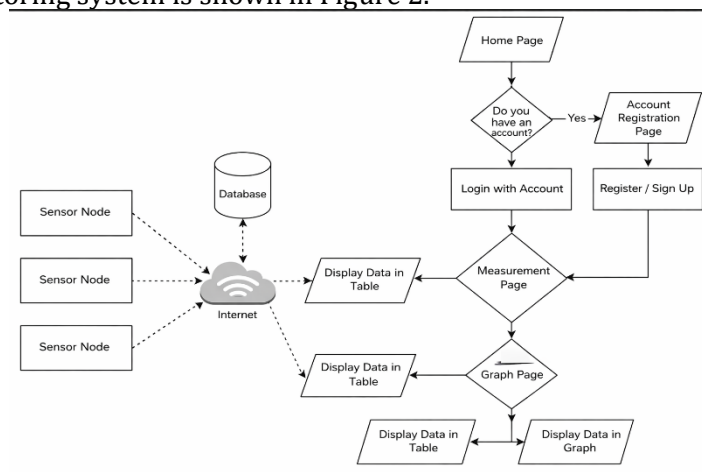 toring system is shown in Figure 2.
Home Page
Do you
have an
account?
Yes
Account
Registration
Page
Database
Login with Account
Register / Sign Up
Sensor Node
Sensor Node
Sensor Node
Internet
Display Data in
Table
Measurement
Page
Display Data in
Table
Graph Page
Display Data in
Table
Display Data in
Graph